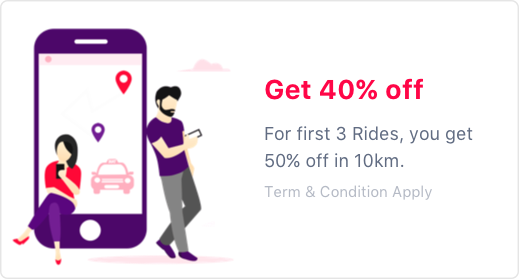 Get 40% off
For first 3 Rides, you get
50% off in 10km.
Term & Condition Apply